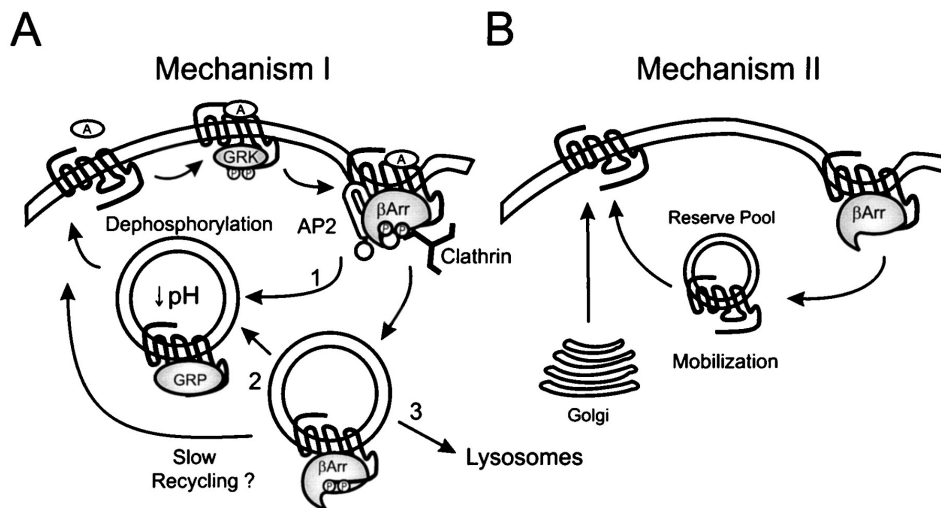 A
Mechanism I
A
A
GRK
P P
A
βArr
P P
AP2
Clathrin
Dephosphorylation
1
↓pH
GRP
2
3
βArr
P P
Lysosomes
Slow
Recycling ?
B
Mechanism II
βArr
Reserve Pool
Mobilization
Golgi